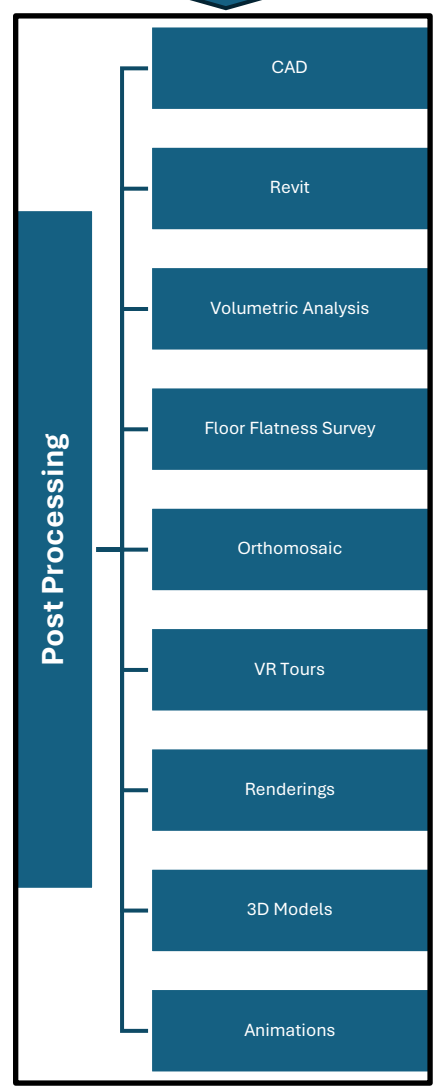 Post Processing
CAD
Revit
Volumetric Analysis
Floor Flatness Survey
Orthomosaic
VR Tours
Renderings
3D Models
Animations